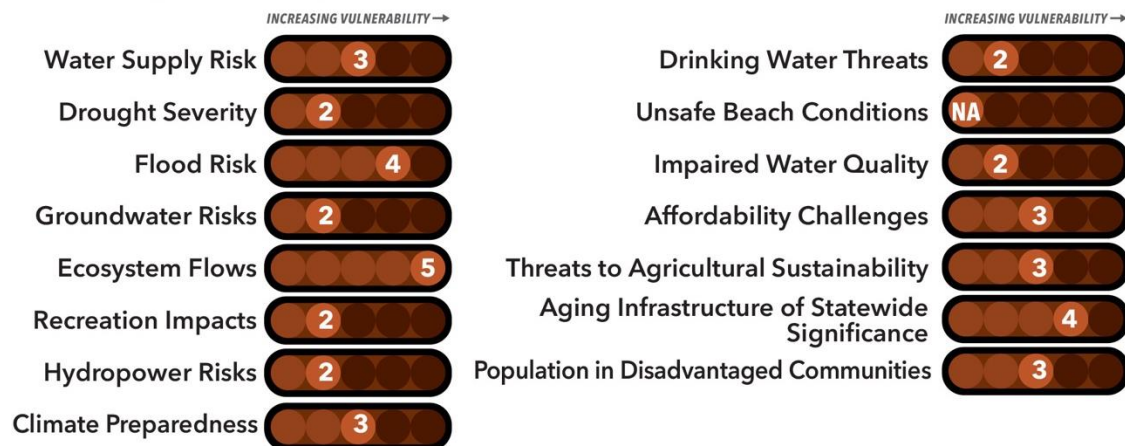 INCREASING VULNERABILITY →
Water Supply Risk 3
Drought Severity 2
Flood Risk 4
Groundwater Risks 2
Ecosystem Flows 5
Recreation Impacts 2
Hydropower Risks 2
Climate Preparedness 3
INCREASING VULNERABILITY →
Drinking Water Threats 2
Unsafe Beach Conditions NA
Impaired Water Quality 2
Affordability Challenges 3
Threats to Agricultural Sustainability 3
Aging Infrastructure of Statewide
Significance 4
Population in Disadvantaged Communities 3